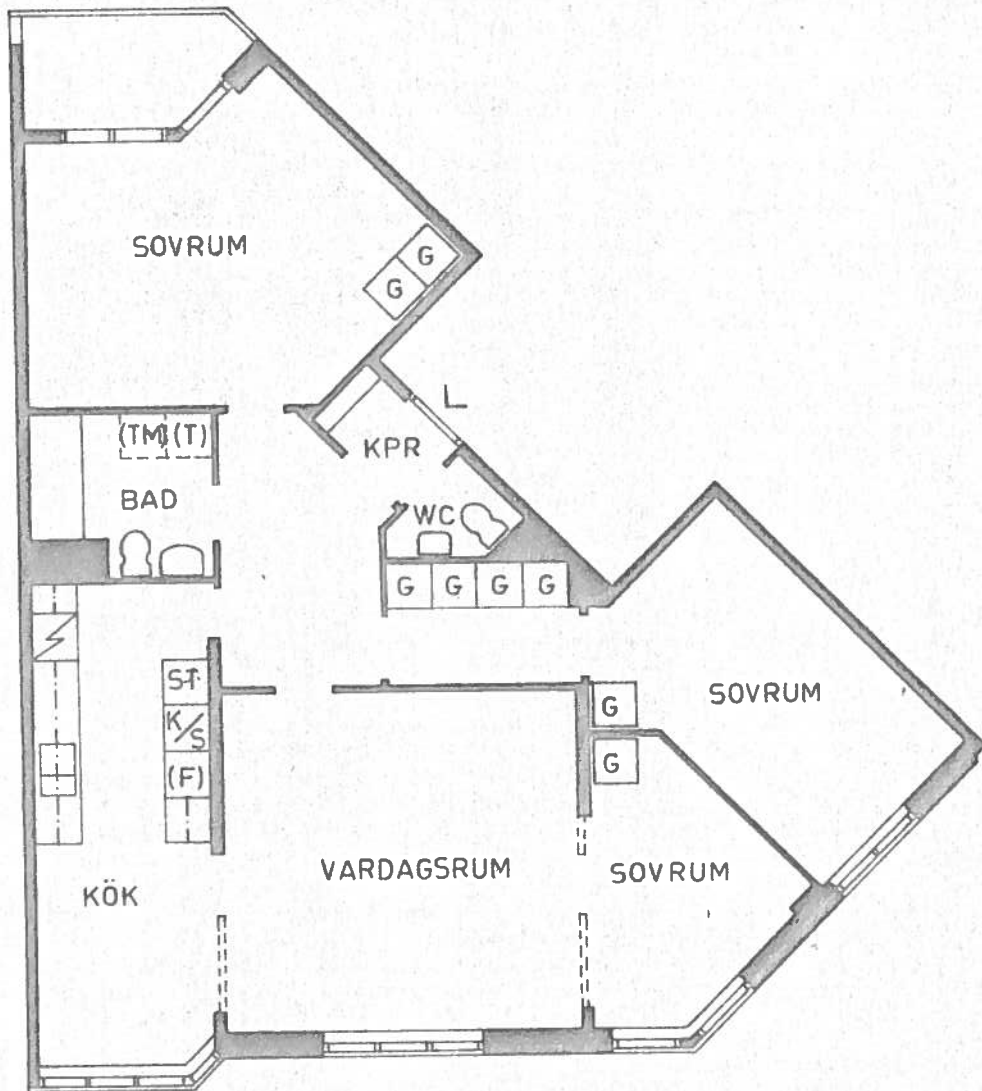 SOVRUM
G
G
(TM) (T)
KPR
BAD
WC
G G G G
ST
K/S
(F)
G
SOVRUM
G
VARDAGSRUM
SOVRUM
KÖK